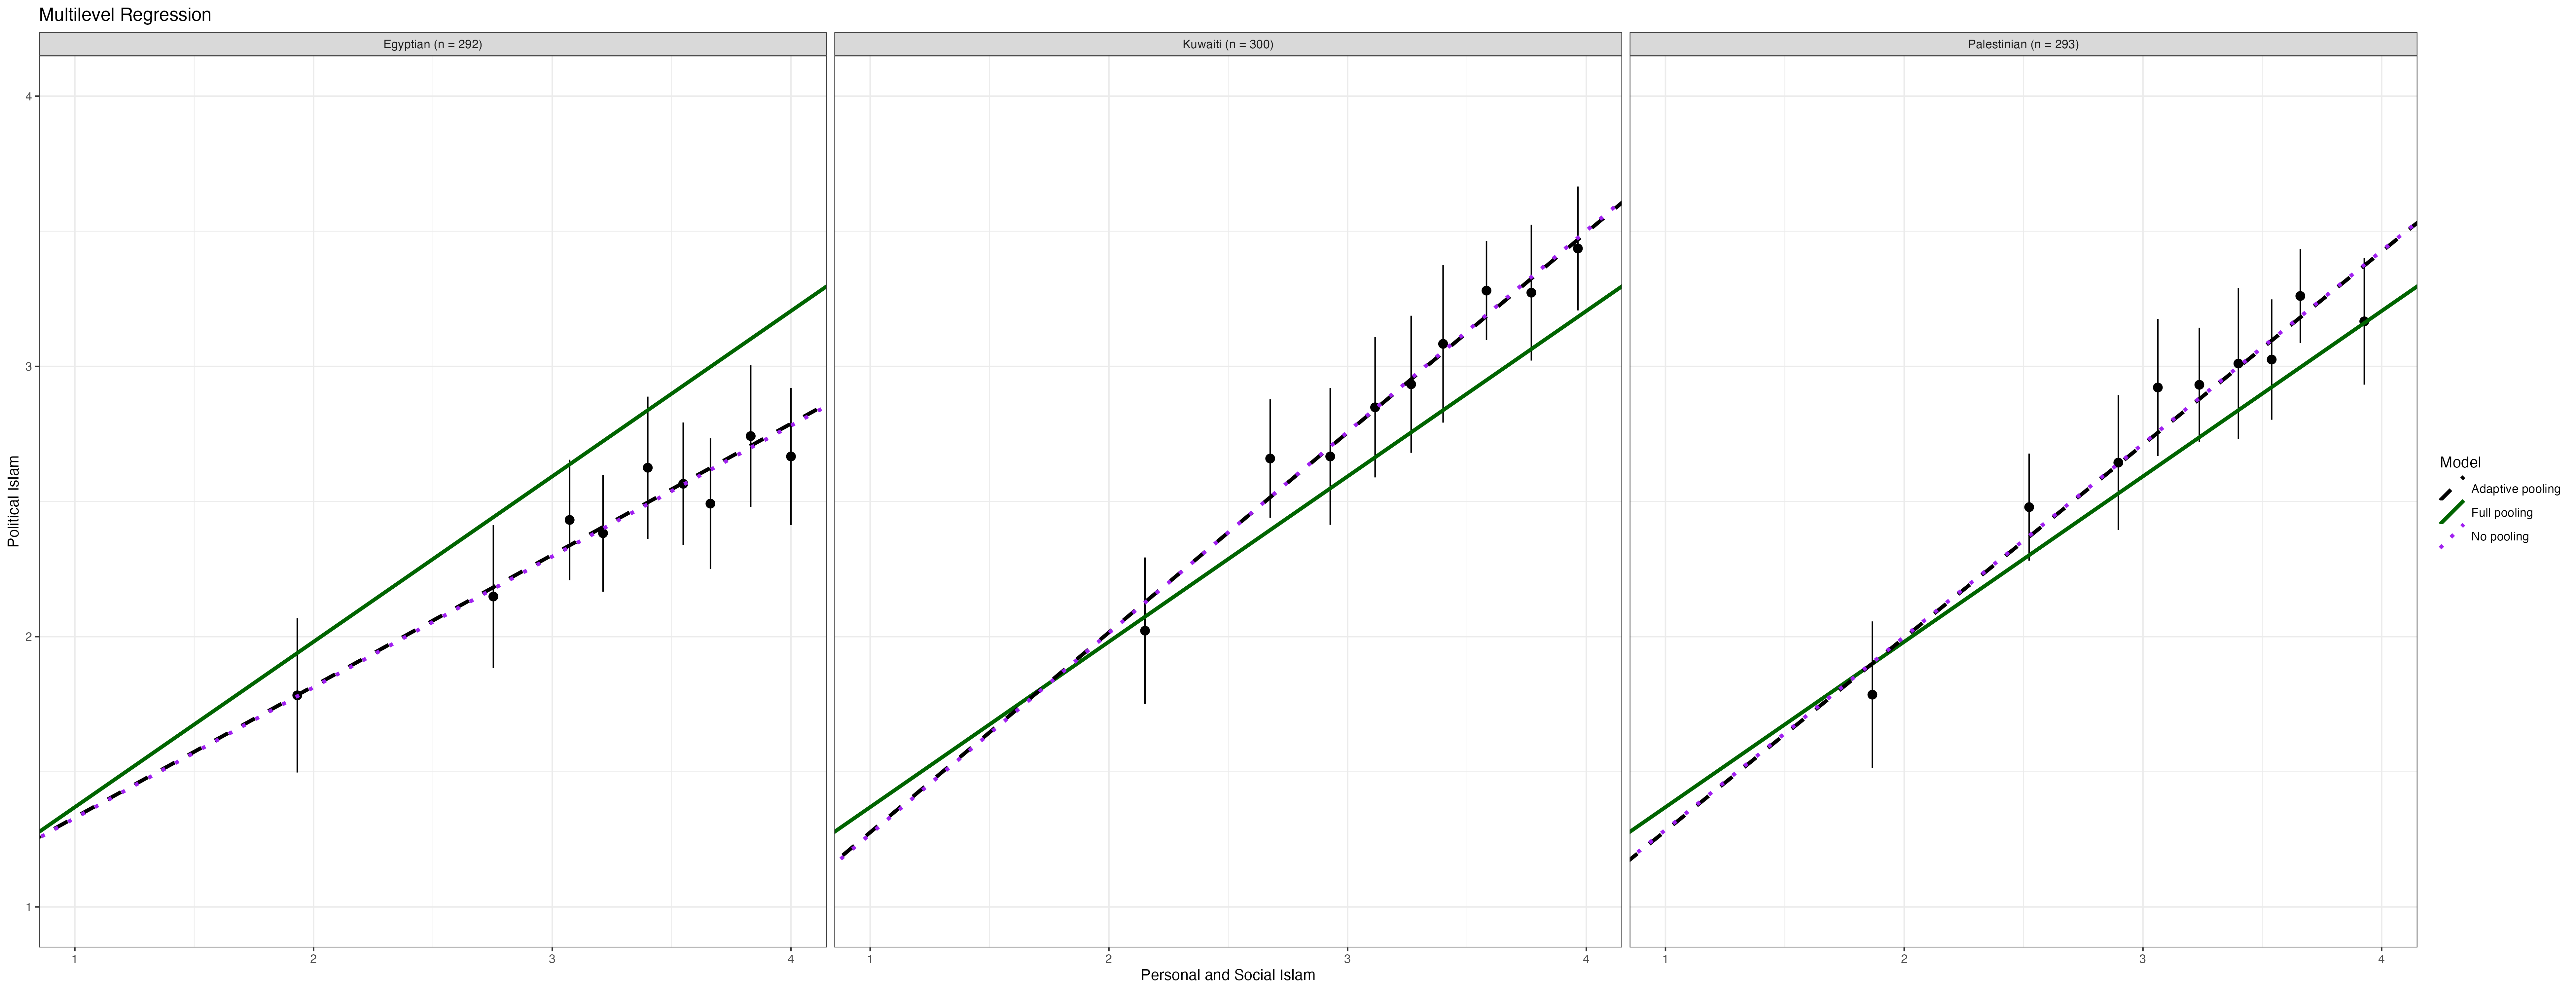 Multilevel Regression
Egyptian (n = 292)
Kuwaiti (n = 300)
Palestinian (n = 293)
Political Islam
4
3
2
1
1 2 3 4
1 2 3 4
1 2 3 4
Personal and Social Islam
Model
Adaptive pooling
Full pooling
No pooling